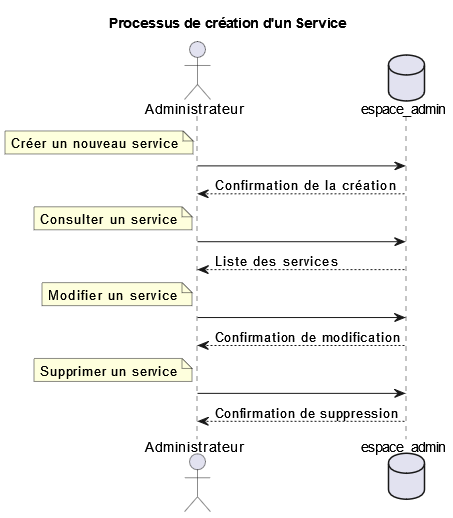 Processus de création d'un Service
Administrateur
espace_admin
Créer un nouveau service
Confirmation de la création
Consulter un service
Liste des services
Modifier un service
Confirmation de modification
Supprimer un service
Confirmation de suppression
Administrateur
espace_admin